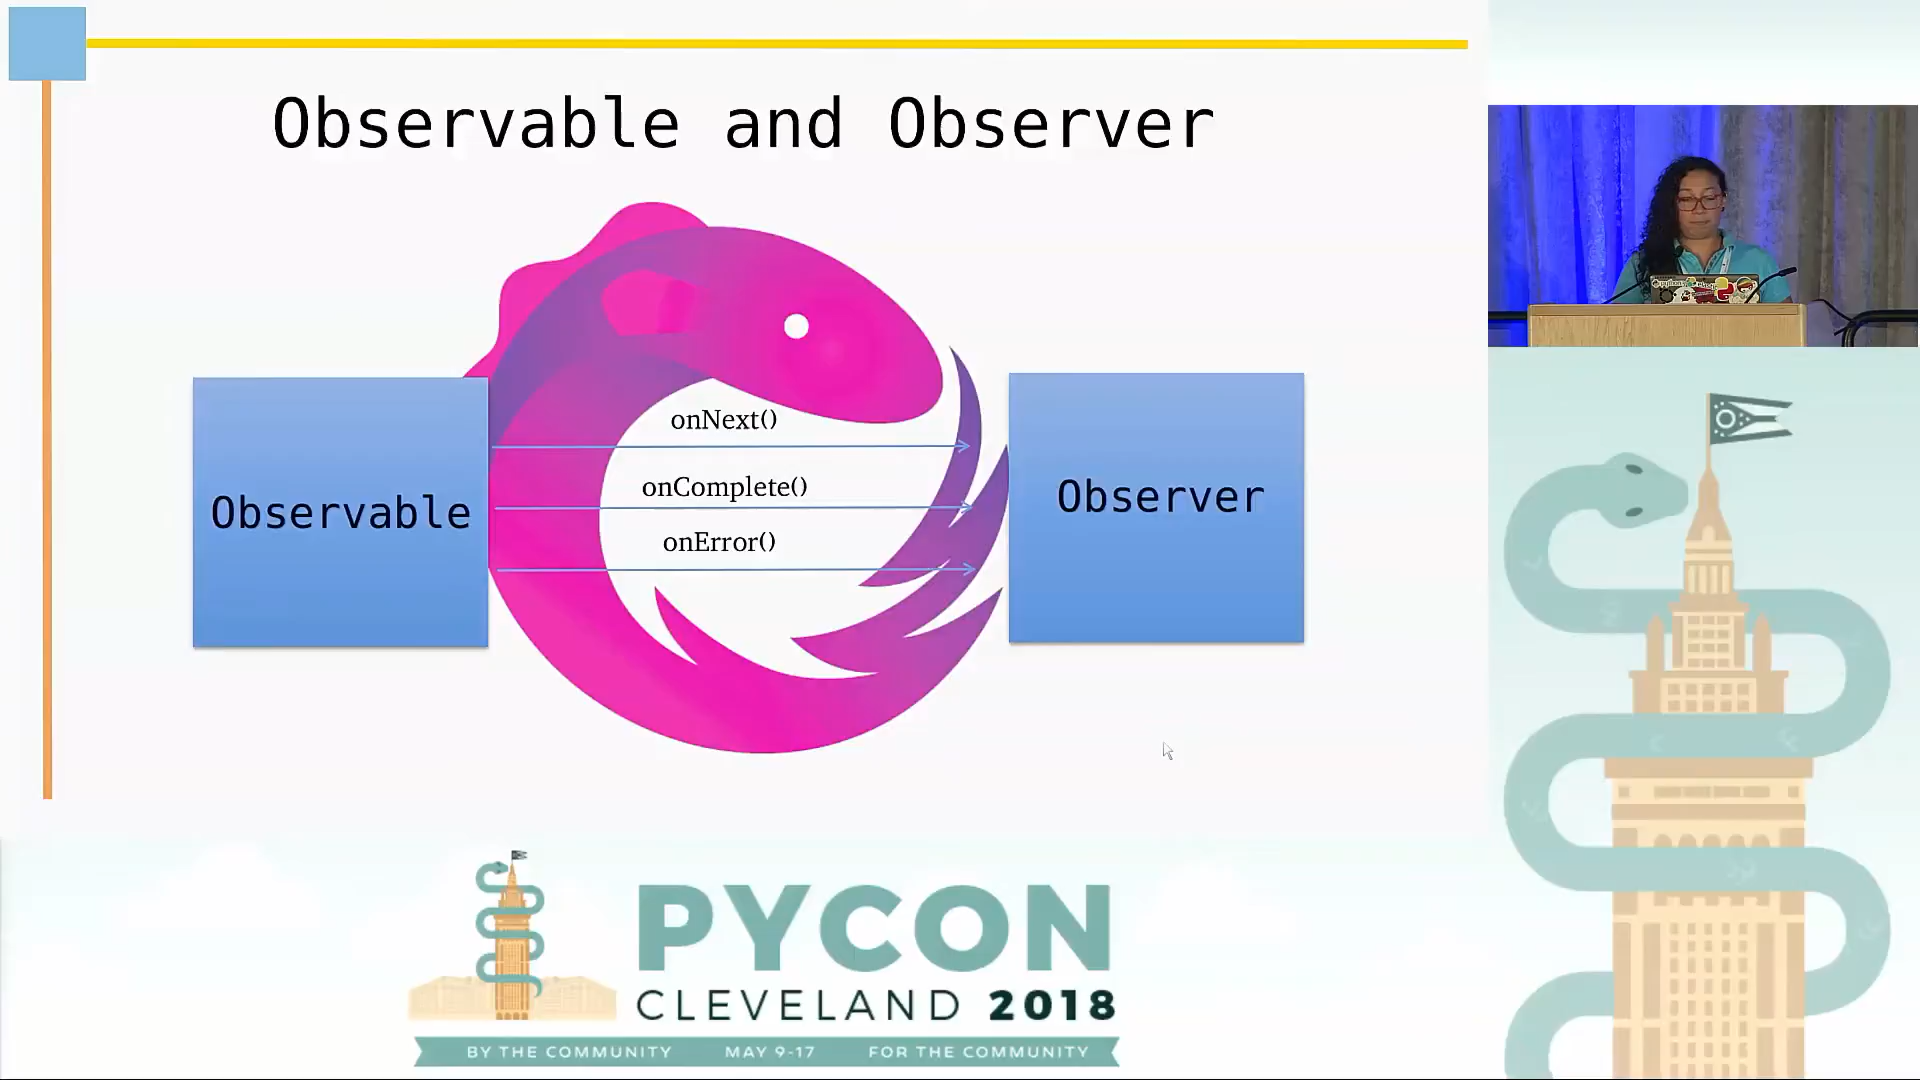 Observable and Observer
onNext()
onComplete()
onError()
Observable
Observer
PYCON
CLEVELAND 2018
BY THE COMMUNITY MAY 9-17 FOR THE COMMUNITY